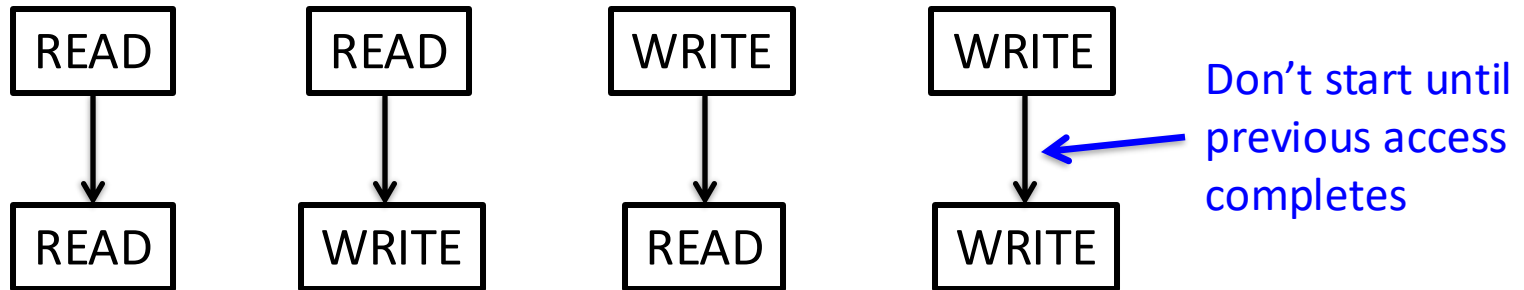 READ READ WRITE WRITE
Don’t start until
previous access
completes
READ WRITE READ WRITE